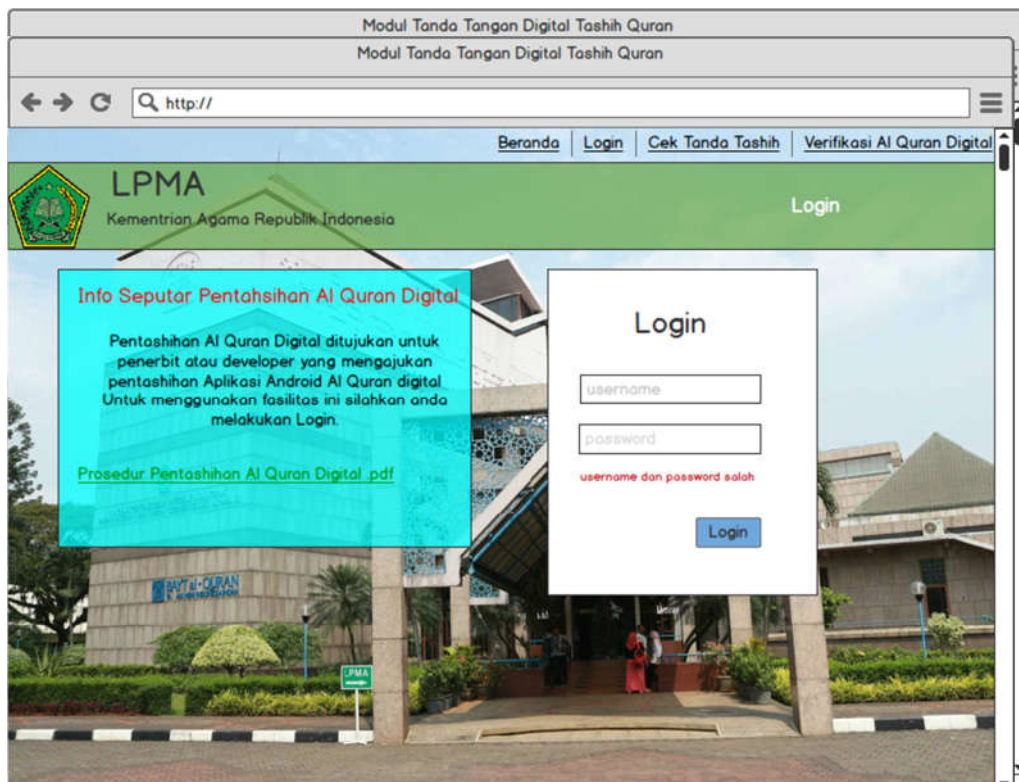 Modul Tanda Tangan Digital Tashih Quran
Modul Tanda Tangan Digital Tashih Quran
http://
Beranda Login Cek Tanda Tashih Verifikasi Al Quran Digital
LPMA
Kementrian Agama Republik Indonesia
Login
Info Seputar Pentahsihan Al Quran Digital
Pentashihan Al Quran Digital ditujukan untuk
penerbit atau developer yang mengajukan
pentashihan Aplikasi Android Al Quran digital
Untuk menggunakan fasilitas ini silahkan anda
melakukan Login.
Prosedur Pentashihan Al Quran Digital .pdf
Login
username
password
username dan password salah
Login
BAYT al-QURAN
LPMA